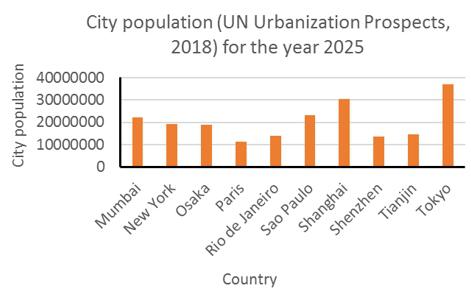 City population (UN Urbanization Prospects,
2018) for the year 2025
City population
40000000
30000000
20000000
10000000
0
Mumbai
New York
Osaka
Paris
Rio de Janeiro
Sao Paulo
Shanghai
Shenzhen
Tianjin
Tokyo
Country